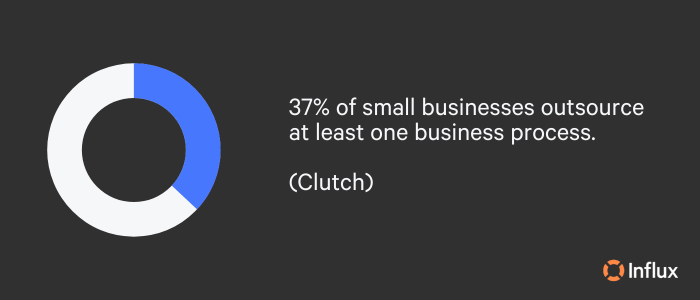 37% of small businesses outsource
at least one business process.
(Clutch)
Influx